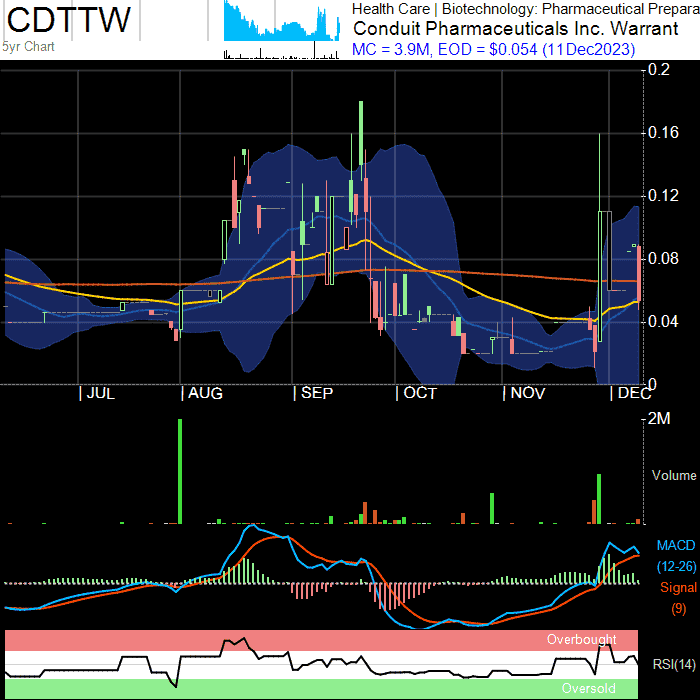 CDTTW
5yr Chart
Health Care | Biotechnology: Pharmaceutical Prepara
Conduit Pharmaceuticals Inc. Warrant
MC = 3.9M, EOD = $0.054 (11Dec2023)
0.2
0.16
0.12
0.08
0.04
0
| JUL | AUG | SEP | OCT | NOV | DEC
2M
Volume
MACD
(12-26)
Signal
(9)
Overbought
RSI(14)
Oversold